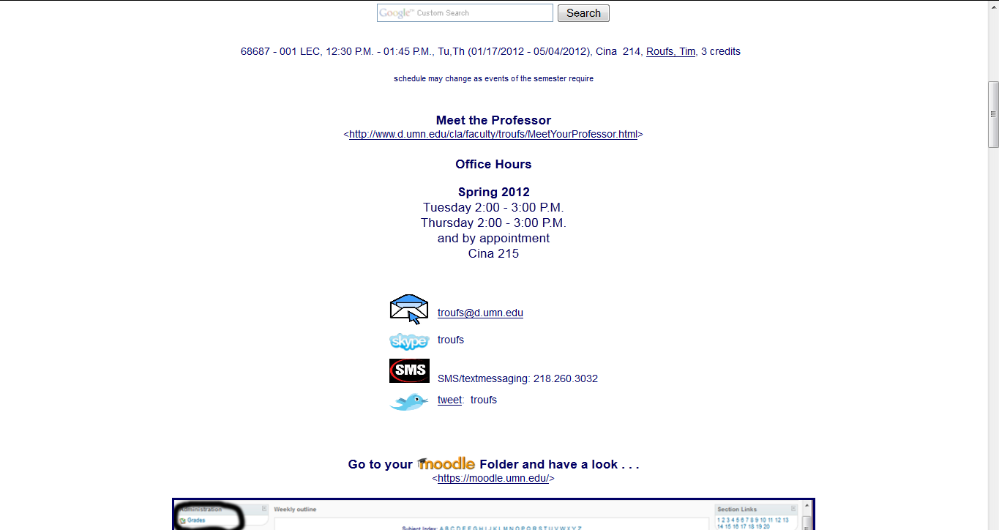 Google™ Custom Search Search
68687 - 001 LEC, 12:30 P.M. - 01:45 P.M., Tu,Th (01/17/2012 - 05/04/2012), Cina 214, Roufs, Tim, 3 credits
schedule may change as events of the semester require
Meet the Professor
<http://www.d.umn.edu/cla/faculty/troufs/MeetYourProfessor.html>
Office Hours
Spring 2012
Tuesday 2:00 - 3:00 P.M.
Thursday 2:00 - 3:00 P.M.
and by appointment
Cina 215
troufs@d.umn.edu
skype troufs
SMS SMS/textmessaging: 218.260.3032
tweet: troufs
Go to your moodle Folder and have a look . . .
<https://moodle.umn.edu/>
Administration Weekly outline Section Links
Grades 1 2 3 4 5 6 7 8 9 10 11 12 13
Subject Index: A B C D E F G H I J K L M N O P Q R S T U V W X Y Z 14 15 16 17 18 19 20